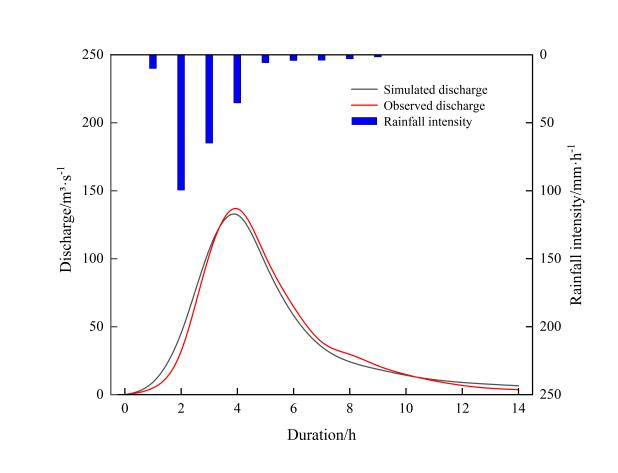 250
200
150
100
50
0
Discharge/m³·s⁻¹
0
50
100
150
200
250
Rainfall intensity/mm·h⁻¹
Simulated discharge
Observed discharge
Rainfall intensity
0 2 4 6 8 10 12 14
Duration/h